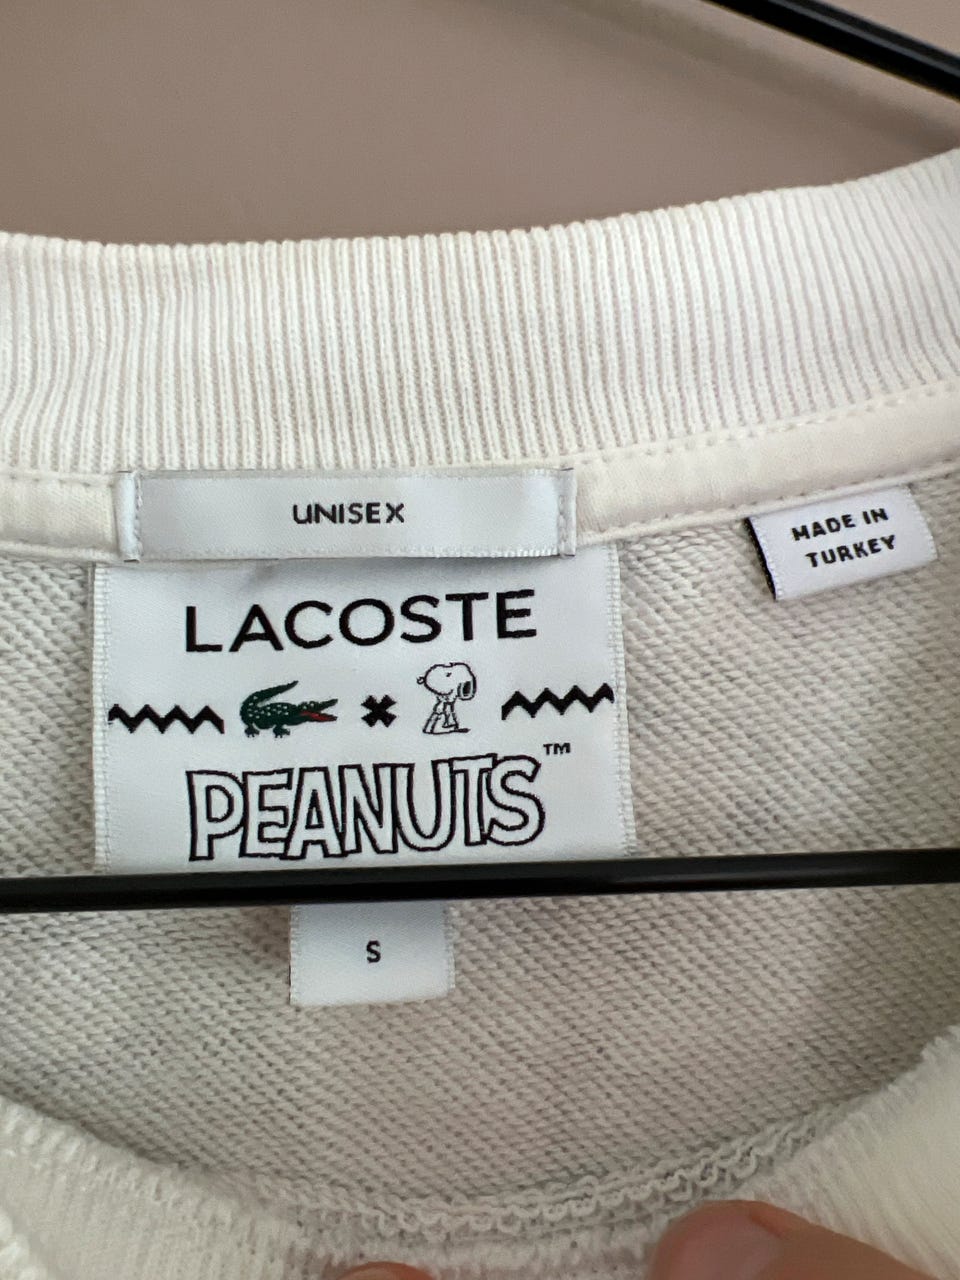 UNISEX
LACOSTE
×
PEANUTS™
S
MADE IN
TURKEY